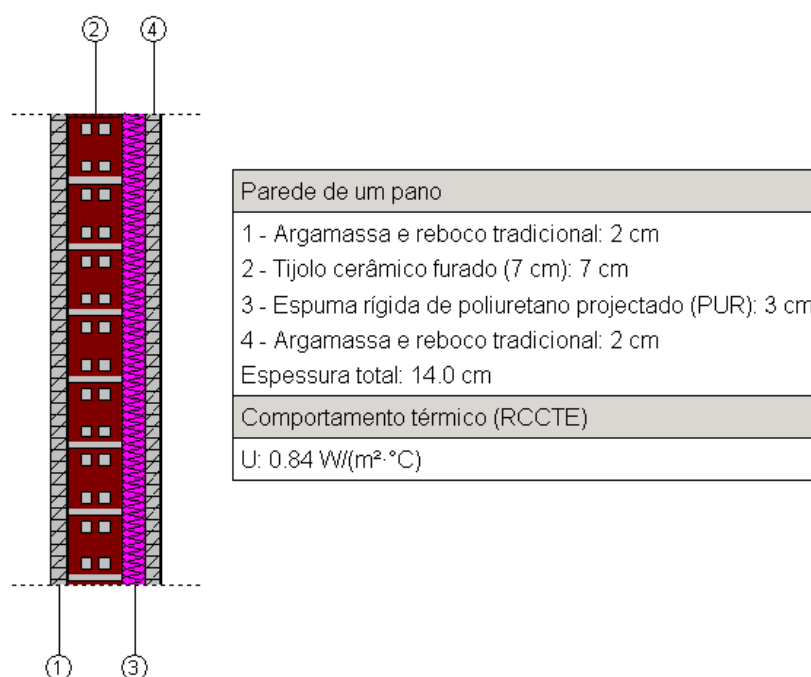 2
4
Parede de um pano
1 - Argamassa e reboco tradicional: 2 cm
2 - Tijolo cerâmico furado (7 cm): 7 cm
3 - Espuma rígida de poliuretano projectado (PUR): 3 cm
4 - Argamassa e reboco tradicional: 2 cm
Espessura total: 14.0 cm
Comportamento térmico (RCCTE)
U: 0.84 W/(m²·°C)
1
3